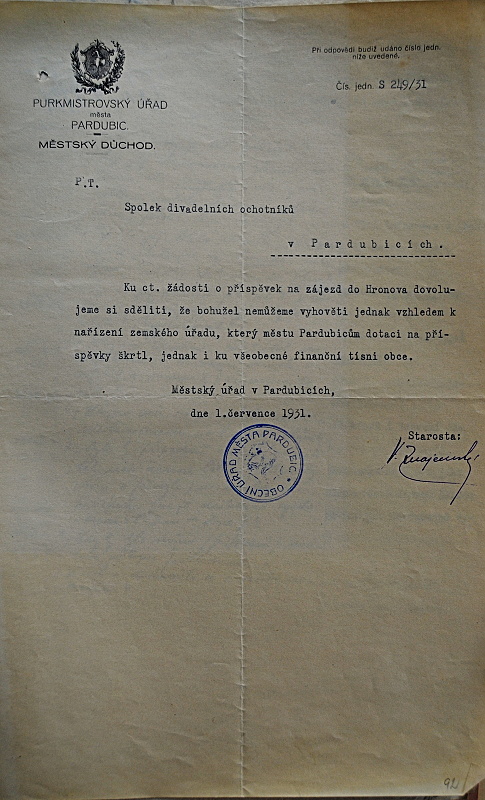 Při odpovědi budiž udáno číslo jedn.
níže uvedené.
Čís. jedn. S 249/31
PURKMISTROVSKÝ ÚŘAD
města
PARDUBIC.
MĚSTSKÝ DŮCHOD.
P.T.
Spolek divadelních ochotníků
v Pardubicích.
Ku ct. žádosti o příspěvek na zájezd do Hronova dovolu-
jeme si sděliti, že bohužel nemůžeme vyhověti jednak vzhledem k
nařízení zemského úřadu, který městu Pardubicům dotaci na pří-
spěvky škrtl, jednak i ku všeobecné finanční tísni obce.
Městský úřad v Pardubicích,
dne 1.července 1931.
Starosta:
OBECNÍ ÚŘAD MĚSTA PARDUBIC
92